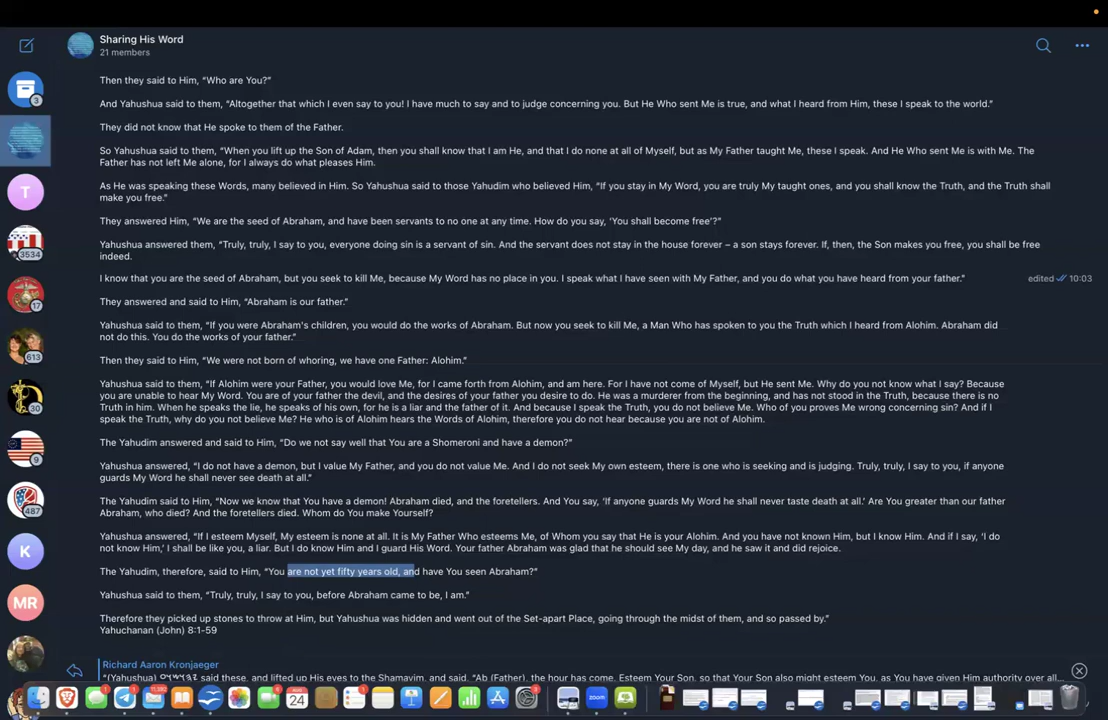 Sharing His Word
21 members
Then they said to Him, “Who are You?”
And Yahushua said to them, “Altogether that which I even say to you! I have much to say and to judge concerning you. But He Who sent Me is true, and what I heard from Him, these I speak to the world.”
They did not know that He spoke to them of the Father.
So Yahushua said to them, “When you lift up the Son of Adam, then you shall know that I am He, and that I do none at all of Myself, but as My Father taught Me, these I speak. And He Who sent Me is with Me. The
Father has not left Me alone, for I always do what pleases Him.
As He was speaking these Words, many believed in Him. So Yahushua said to those Yahudim who believed Him, “If you stay in My Word, you are truly My taught ones, and you shall know the Truth, and the Truth shall
make you free.”
They answered Him, “We are the seed of Abraham, and have been servants to no one at any time. How do you say, ‘You shall become free’?”
Yahushua answered them, “Truly, truly, I say to you, everyone doing sin is a servant of sin. And the servant does not stay in the house forever – a son stays forever. If, then, the Son makes you free, you shall be free
indeed.
I know that you are the seed of Abraham, but you seek to kill Me, because My Word has no place in you. I speak what I have seen with My Father, and you do what you have heard from your father.”
edited 10:03
They answered and said to Him, “Abraham is our father.”
Yahushua said to them, “If you were Abraham's children, you would do the works of Abraham. But now you seek to kill Me, a Man Who has spoken to you the Truth which I heard from Alohim. Abraham did
not do this. You do the works of your father.”
Then they said to Him, “We were not born of whoring, we have one Father: Alohim.”
Yahushua said to them, “If Alohim were your Father, you would love Me, for I came forth from Alohim, and am here. For I have not come of Myself, but He sent Me. Why do you not know what I say? Because
you are unable to hear My Word. You are of your father the devil, and the desires of your father you desire to do. He was a murderer from the beginning, and has not stood in the Truth, because there is no
Truth in him. When he speaks the lie, he speaks of his own, for he is a liar and the father of it. And because I speak the Truth, you do not believe Me. Who of you proves Me wrong concerning sin? And if I
speak the Truth, why do you not believe Me? He who is of Alohim hears the Words of Alohim, therefore you do not hear because you are not of Alohim.
The Yahudim answered and said to Him, “Do we not say well that You are a Shomeroni and have a demon?”
Yahushua answered, “I do not have a demon, but I value My Father, and you do not value Me. And I do not seek My own esteem, there is one who is seeking and is judging. Truly, truly, I say to you, if anyone
guards My Word he shall never see death at all.”
The Yahudim said to Him, “Now we know that You have a demon! Abraham died, and the foretellers. And You say, ‘If anyone guards My Word he shall never taste death at all.’ Are You greater than our father
Abraham, who died? And the foretellers died. Whom do You make Yourself?
Yahushua answered, “If I esteem Myself, My esteem is none at all. It is My Father Who esteems Me, of Whom you say that He is your Alohim. And you have not known Him, but I know Him. And if I say, ‘I do
not know Him,’ I shall be like you, a liar. But I do know Him and I guard His Word. Your father Abraham was glad that he should see My day, and he saw it and did rejoice.
The Yahudim, therefore, said to Him, “You are not yet fifty years old, and have You seen Abraham?”
Yahushua said to them, “Truly, truly, I say to you, before Abraham came to be, I am.”
Therefore they picked up stones to throw at Him, but Yahushua was hidden and went out of the Set-apart Place, going through the midst of them, and so passed by.”
Yahuchanan (John) 8:1-59
Richard Aaron Kronjaeger
“(Yahushua) 𐤏𐤅𐤔𐤅𐤄𐤉 said these, and lifted up His eyes to the Shamavim, and said, “Ab (Father), the hour has come. Esteem Your Son, so that Your Son also might esteem You, as You have given Him authority over all...
3
T
3534
17
613
30
9
487
K
MR
AUG
24
zoom